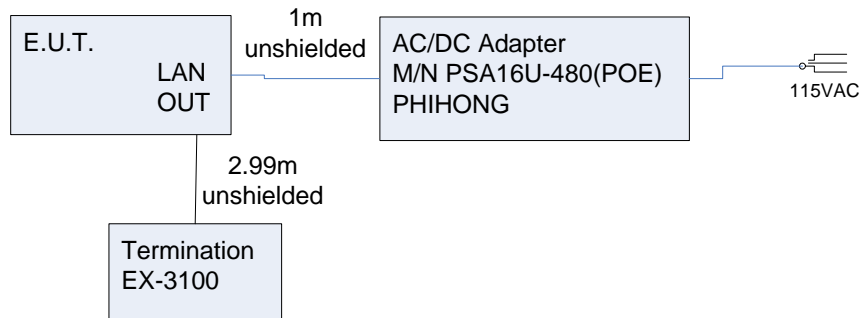 E.U.T.
LAN
OUT
1m
unshielded
AC/DC Adapter
M/N PSA16U-480(POE)
PHIHONG
115VAC
2.99m
unshielded
Termination
EX-3100